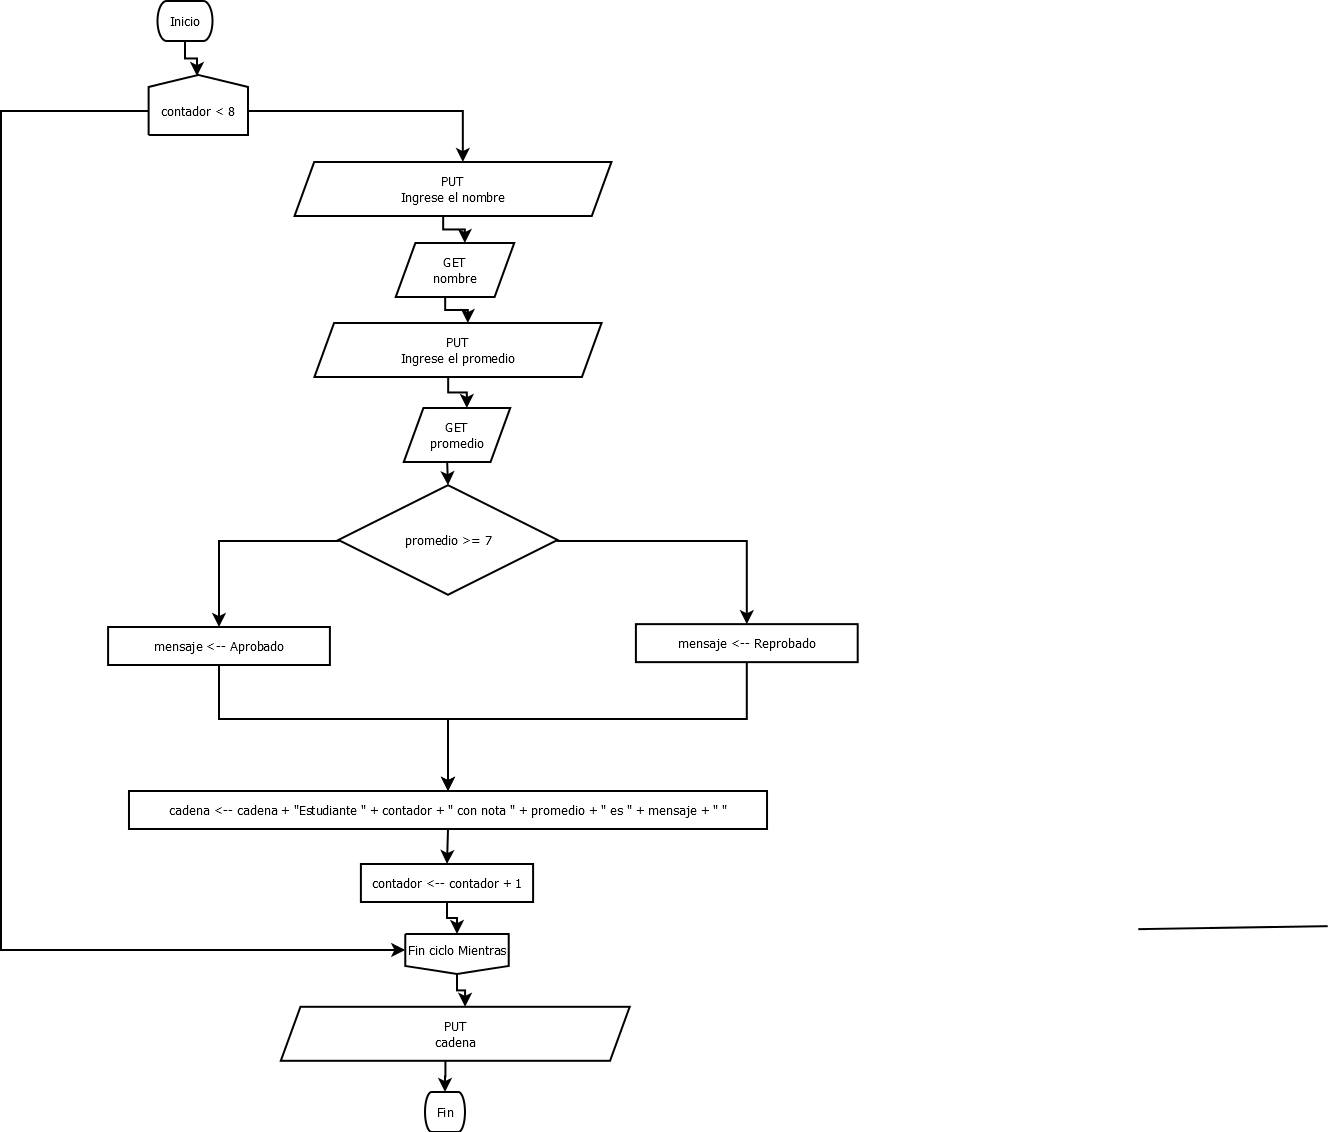 Inicio
contador < 8
PUT
Ingrese el nombre
GET
nombre
PUT
Ingrese el promedio
GET
promedio
promedio >= 7
mensaje <-- Aprobado
mensaje <-- Reprobado
cadena <-- cadena + "Estudiante " + contador + " con nota " + promedio + " es " + mensaje + " "
contador <-- contador + 1
Fin ciclo Mientras
PUT
cadena
Fin